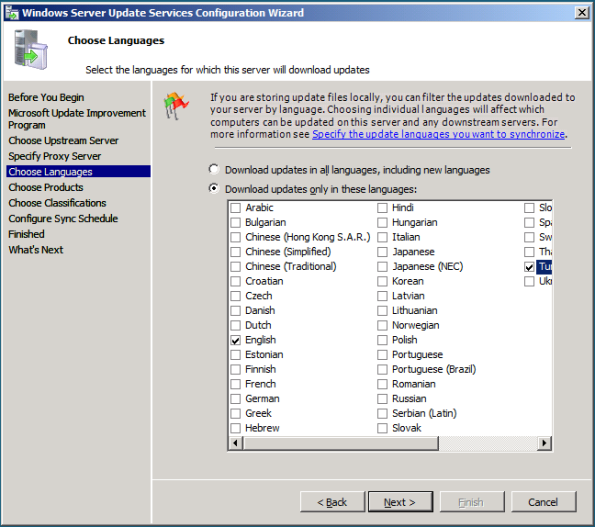 Windows Server Update Services Configuration Wizard
Choose Languages
Select the languages for which this server will download updates
Before You Begin
Microsoft Update Improvement
Program
Choose Upstream Server
Specify Proxy Server
Choose Languages
Choose Products
Choose Classifications
Configure Sync Schedule
Finished
What's Next
If you are storing update files locally, you can filter the updates downloaded to
your server by language. Choosing individual languages will affect which
computers can be updated on this server and any downstream servers. For
more information see Specify the update languages you want to synchronize.
Download updates in all languages, including new languages
Download updates only in these languages:
Arabic
Bulgarian
Chinese (Hong Kong S.A.R.)
Chinese (Simplified)
Chinese (Traditional)
Croatian
Czech
Danish
Dutch
English
Estonian
Finnish
French
German
Greek
Hebrew
Hindi
Hungarian
Italian
Japanese
Japanese (NEC)
Korean
Latvian
Lithuanian
Norwegian
Polish
Portuguese
Portuguese (Brazil)
Romanian
Russian
Serbian (Latin)
Slovak
Slo
Spa
Sw
Tha
Tur
Ukr
< Back
Next >
Finish
Cancel